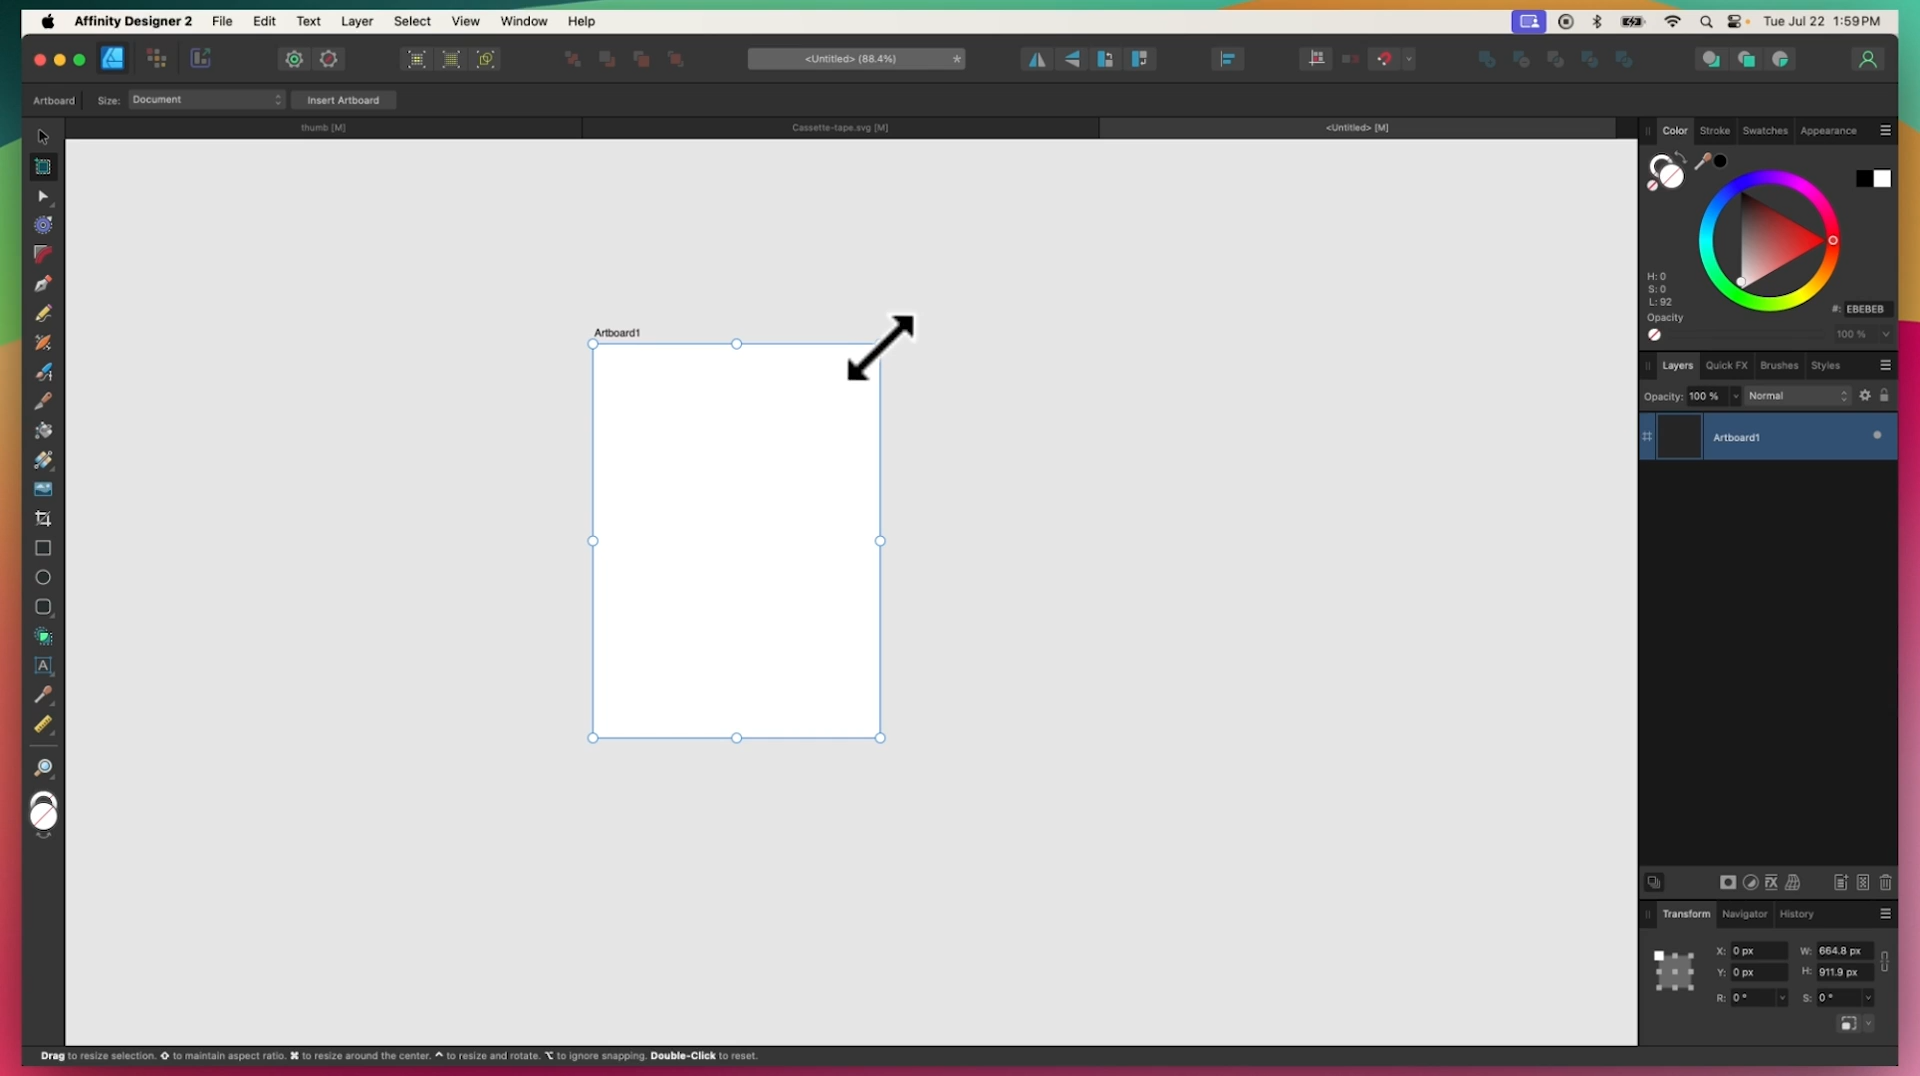 Affinity Designer 2 File Edit Text Layer Select View Window Help Tue Jul 22 1:59PM
<Untitled> (88.4%) *
Artboard Size: Document Insert Artboard
thumb [M] Cassette-tape.svg [M] <Untitled> [M]
Color Stroke Swatches Appearance
H: 0
S: 0
L: 92
#: EBEBEB
Opacity
100 %
Artboard1
Layers Quick FX Brushes Styles
Opacity: 100 % Normal
Artboard1
Transform Navigator History
X: 0 px W: 664.8 px
Y: 0 px H: 911.9 px
R: 0 ° S: 0 °
Drag to resize selection. ⇧ to maintain aspect ratio. ⌘ to resize around the center. ^ to resize and rotate. ⌥ to ignore snapping. Double-Click to reset.